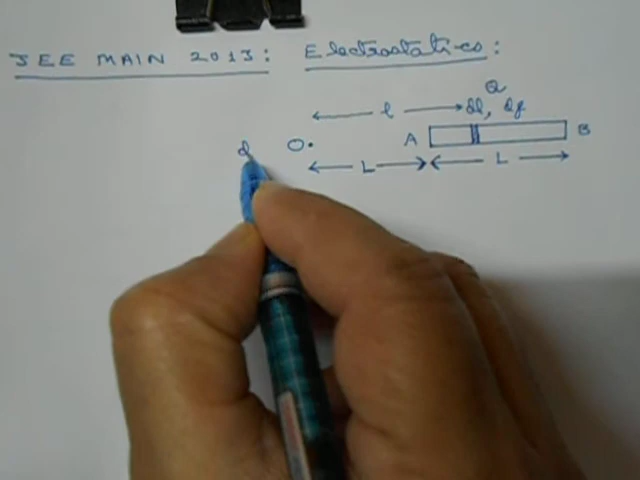 JEE MAIN 2013: Electrostatics:
Q
l dl, dq
d O. A B
L L